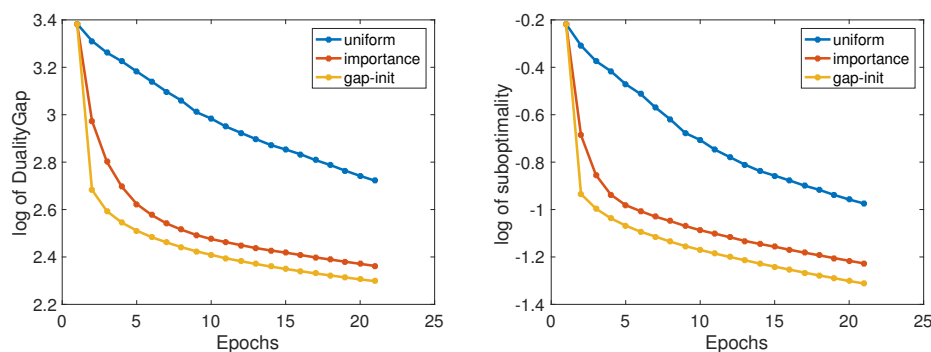 log of DualityGap
3.4
3.2
3
2.8
2.6
2.4
2.2
0 5 10 15 20 25
Epochs
uniform
importance
gap-init
log of suboptimality
-0.2
-0.4
-0.6
-0.8
-1
-1.2
-1.4
0 5 10 15 20 25
Epochs
uniform
importance
gap-init